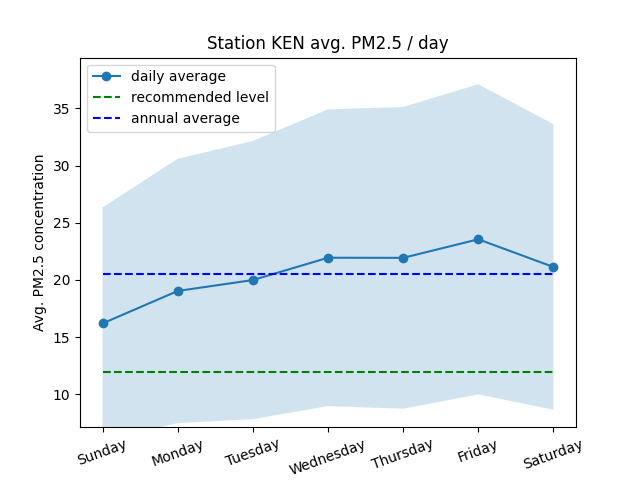 Station KEN avg. PM2.5 / day
daily average
recommended level
annual average
Avg. PM2.5 concentration
35
30
25
20
15
10
Sunday
Monday
Tuesday
Wednesday
Thursday
Friday
Saturday